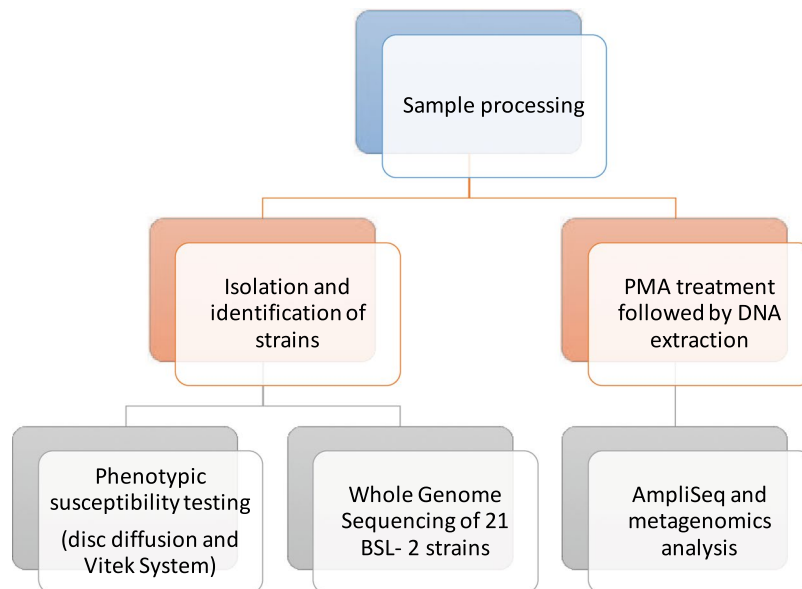 Sample processing
Isolation and
identification of
strains
PMA treatment
followed by DNA
extraction
Phenotypic
susceptibility testing
(disc diffusion and
Vitek System)
Whole Genome
Sequencing of 21
BSL- 2 strains
AmpliSeq and
metagenomics
analysis